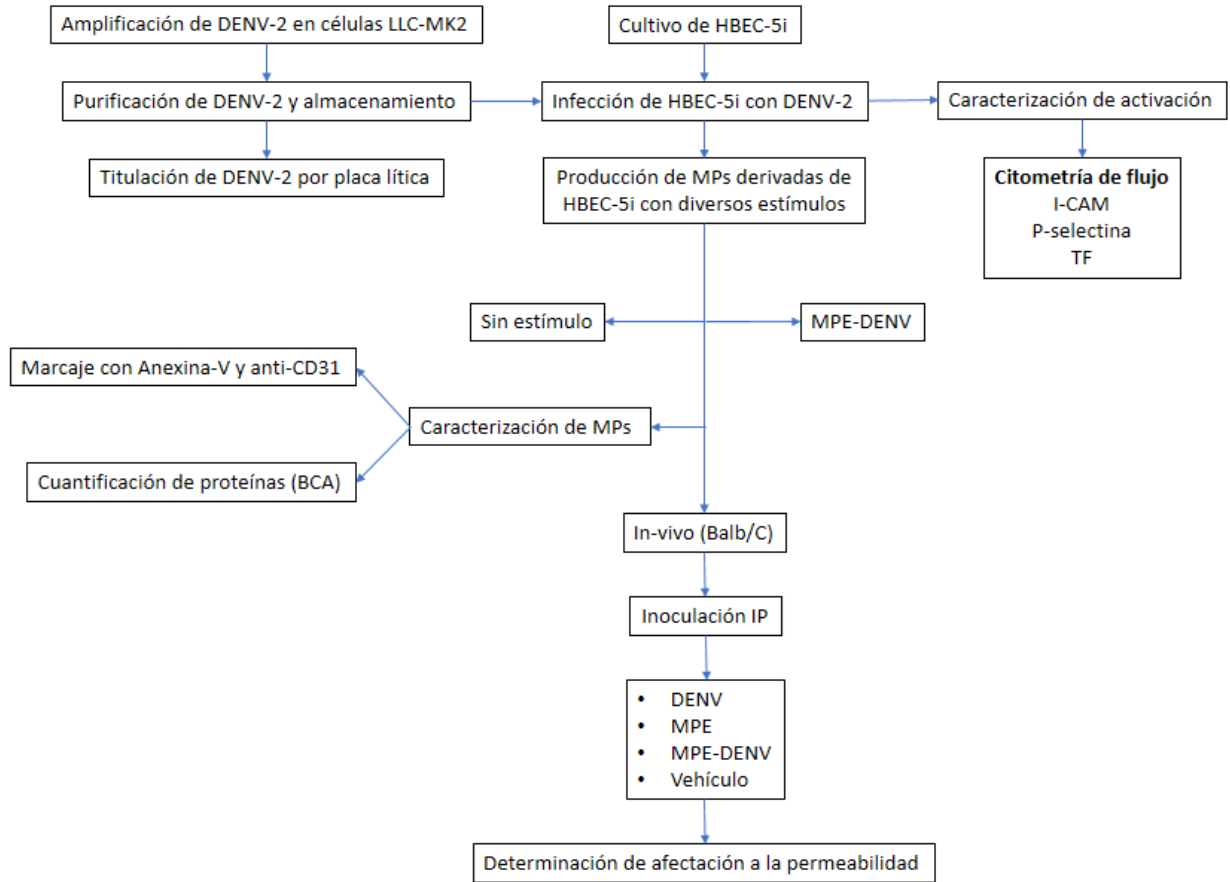 Amplificación de DENV-2 en células LLC-MK2
Cultivo de HBEC-5i
Purificación de DENV-2 y almacenamiento
Infección de HBEC-5i con DENV-2
Caracterización de activación
Titulación de DENV-2 por placa lítica
Producción de MPs derivadas de
HBEC-5i con diversos estímulos
Citometría de flujo
I-CAM
P-selectina
TF
Sin estímulo
MPE-DENV
Marcaje con Anexina-V y anti-CD31
Caracterización de MPs
Cuantificación de proteínas (BCA)
In-vivo (Balb/C)
Inoculación IP
• DENV
• MPE
• MPE-DENV
• Vehículo
Determinación de afectación a la permeabilidad